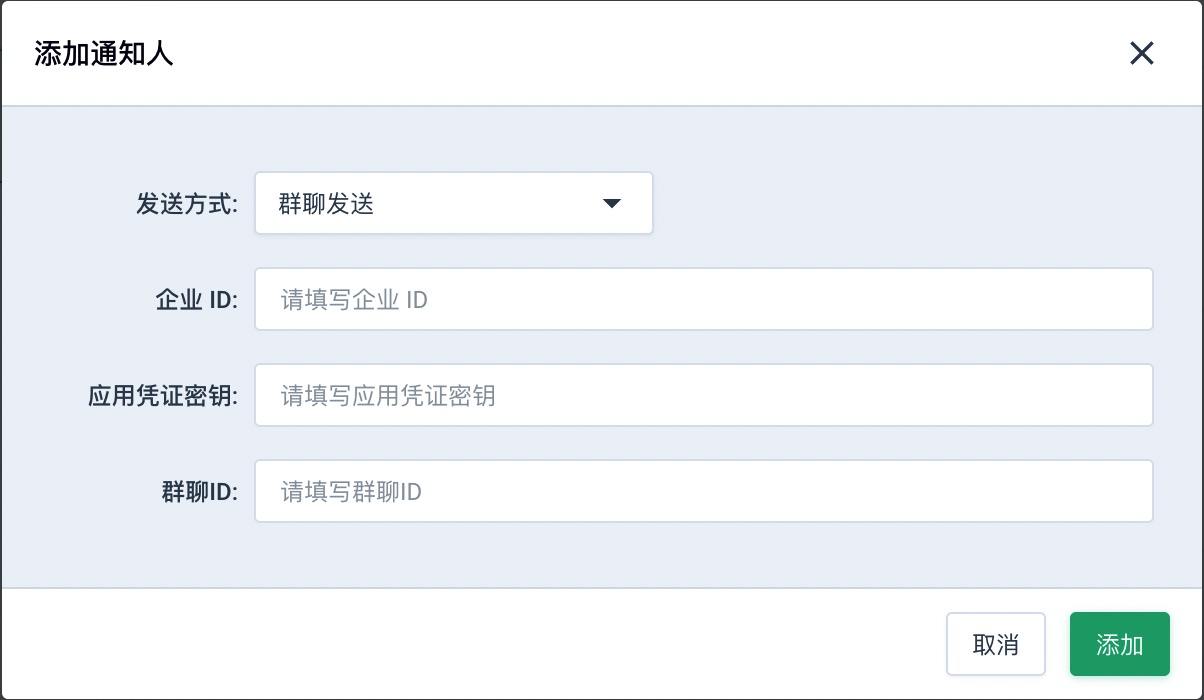 添加通知人
发送方式: 群聊发送
企业 ID: 请填写企业 ID
应用凭证密钥: 请填写应用凭证密钥
群聊ID: 请填写群聊ID
取消 添加